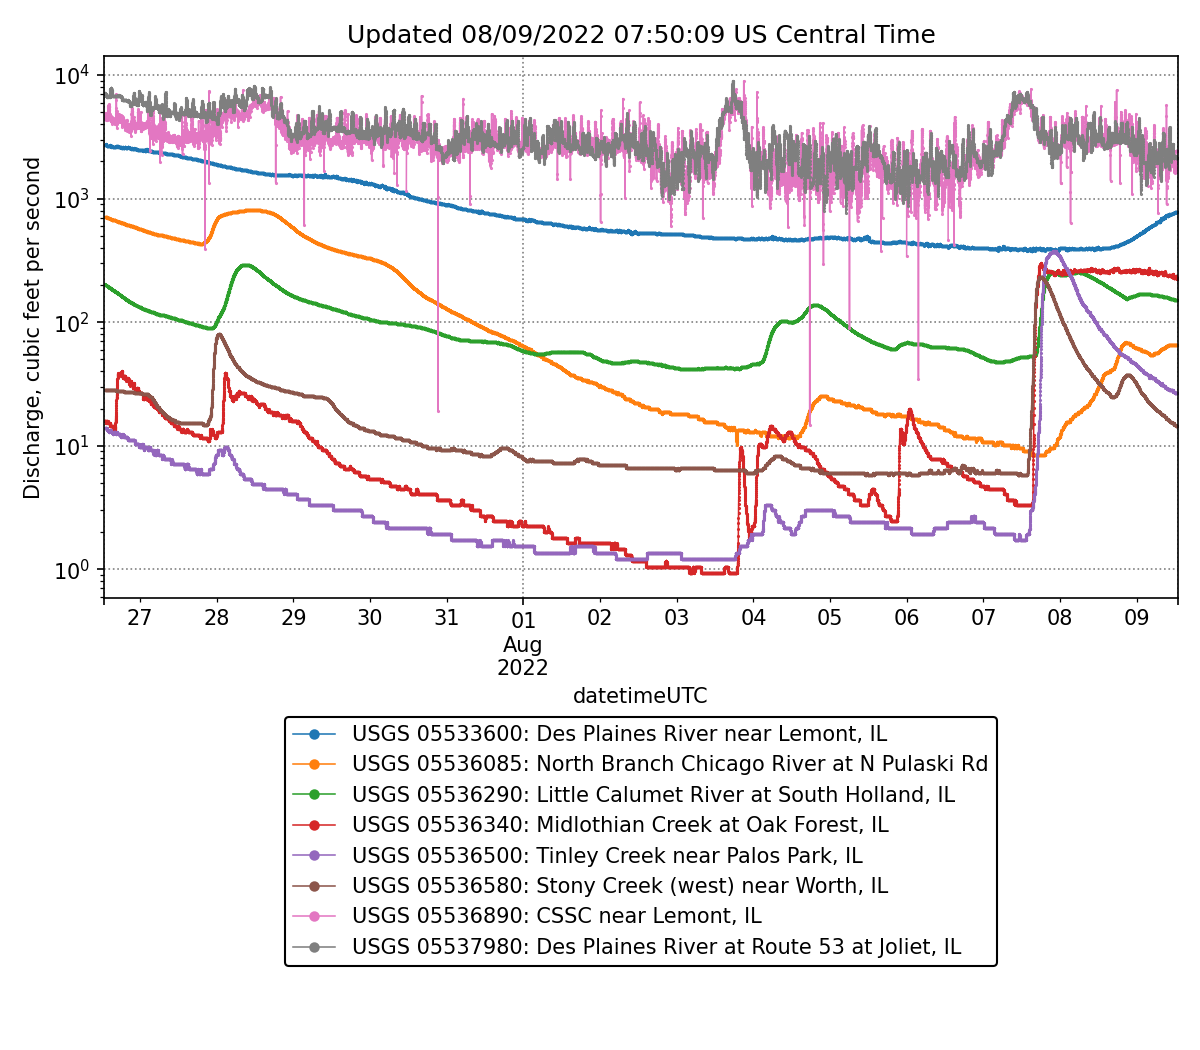 Updated 08/09/2022 07:50:09 US Central Time
Discharge, cubic feet per second
10⁴
10³
10²
10¹
10⁰
27 28 29 30 31 01 02 03 04 05 06 07 08 09
Aug
2022
datetimeUTC
USGS 05533600: Des Plaines River near Lemont, IL
USGS 05536085: North Branch Chicago River at N Pulaski Rd
USGS 05536290: Little Calumet River at South Holland, IL
USGS 05536340: Midlothian Creek at Oak Forest, IL
USGS 05536500: Tinley Creek near Palos Park, IL
USGS 05536580: Stony Creek (west) near Worth, IL
USGS 05536890: CSSC near Lemont, IL
USGS 05537980: Des Plaines River at Route 53 at Joliet, IL